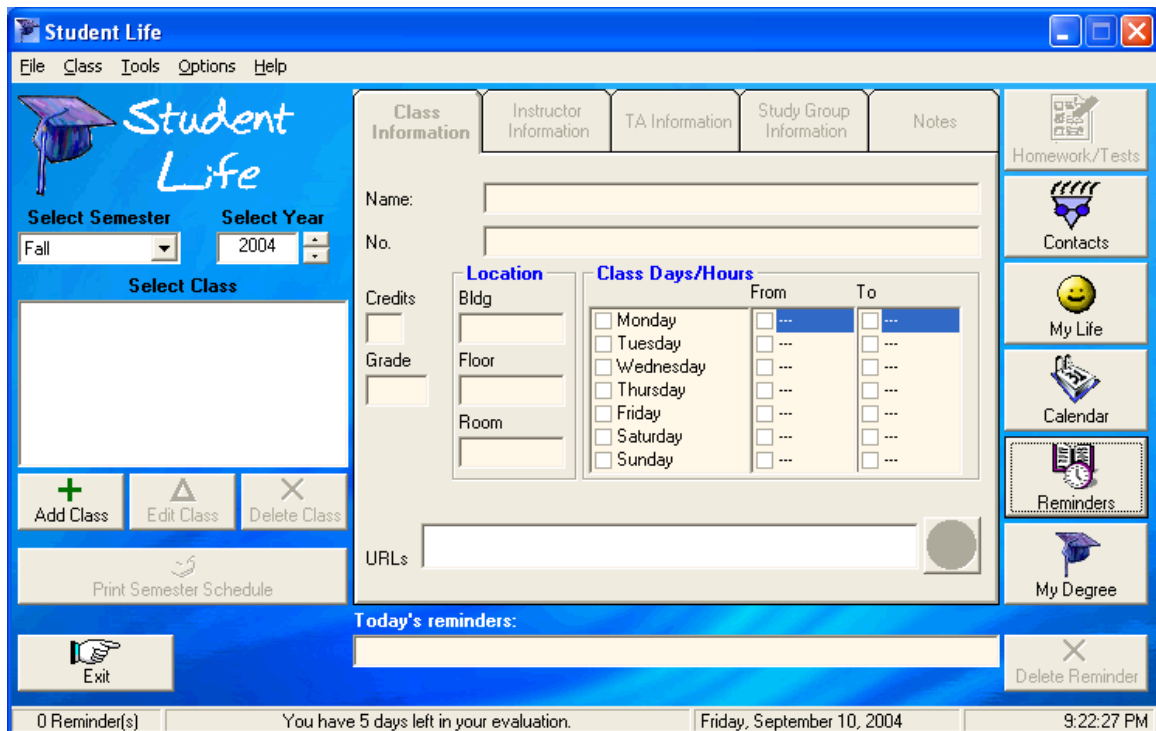 Student Life
File Class Tools Options Help
Student
Life
Select Semester Select Year
Fall 2004
Select Class
Add Class Edit Class Delete Class
Print Semester Schedule
Exit
Class
Information
Instructor
Information
TA Information
Study Group
Information
Notes
Name:
No.
Credits
Grade
Location
Bldg
Floor
Room
Class Days/Hours
From To
Monday --- ---
Tuesday --- ---
Wednesday --- ---
Thursday --- ---
Friday --- ---
Saturday --- ---
Sunday --- ---
URLs
Today's reminders:
Homework/Tests
Contacts
My Life
Calendar
Reminders
My Degree
Delete Reminder
0 Reminder(s) You have 5 days left in your evaluation. Friday, September 10, 2004 9:22:27 PM